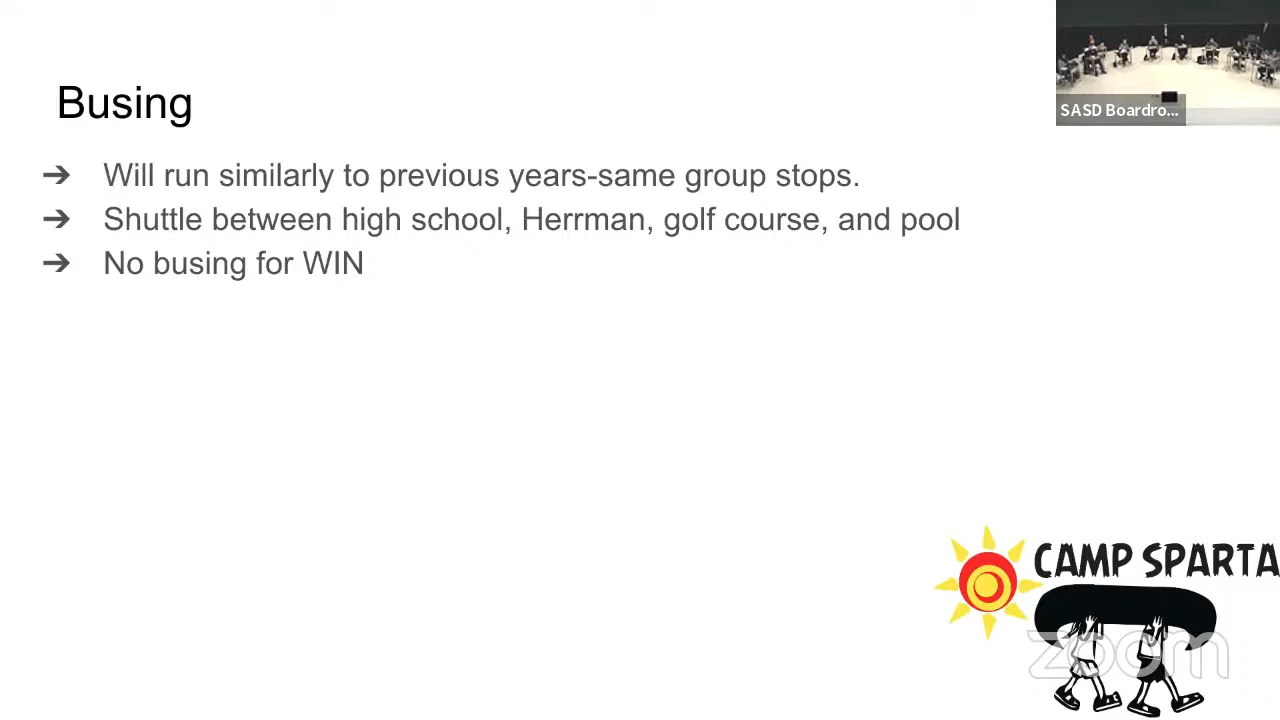 SASD Boardro...
Busing
➔ Will run similarly to previous years-same group stops.
➔ Shuttle between high school, Herrman, golf course, and pool
➔ No busing for WIN
CAMP SPARTA
zoom